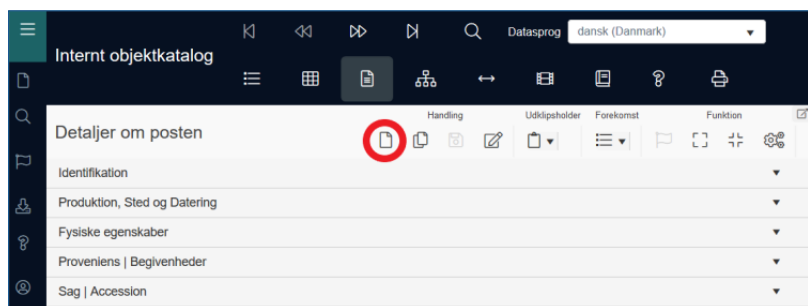 Datasprog dansk (Danmark)
Internt objektkatalog
Handling Udklipsholder Forekomst Funktion
Detaljer om posten
Identifikation
Produktion, Sted og Datering
Fysiske egenskaber
Proveniens | Begivenheder
Sag | Accession